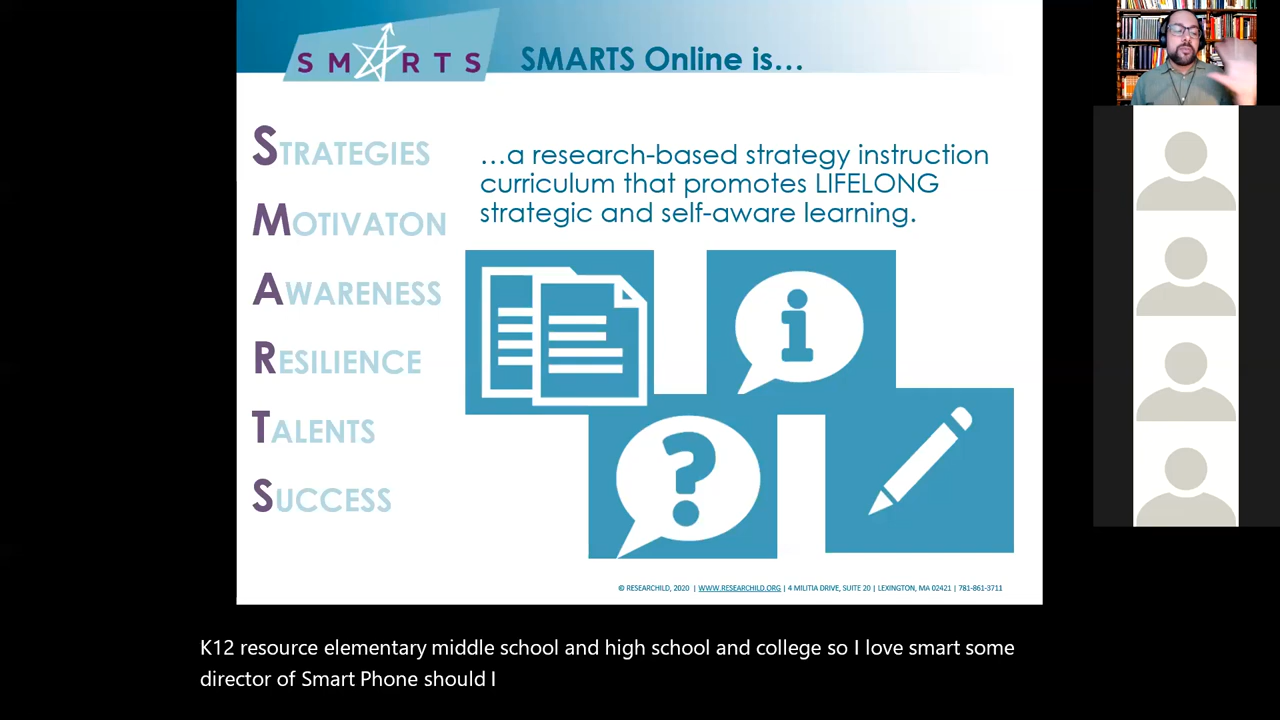 SMARTS
SMARTS Online is...
STRATEGIES
MOTIVATON
AWARENESS
RESILIENCE
TALENTS
SUCCESS
...a research-based strategy instruction
curriculum that promotes LIFELONG
strategic and self-aware learning.
i
?
© RESEARCHILD, 2020 | WWW.RESEARCHILD.ORG | 4 MILITIA DRIVE, SUITE 20 | LEXINGTON, MA 02421 | 781-861-3711
K12 resource elementary middle school and high school and college so I love smart some
director of Smart Phone should I